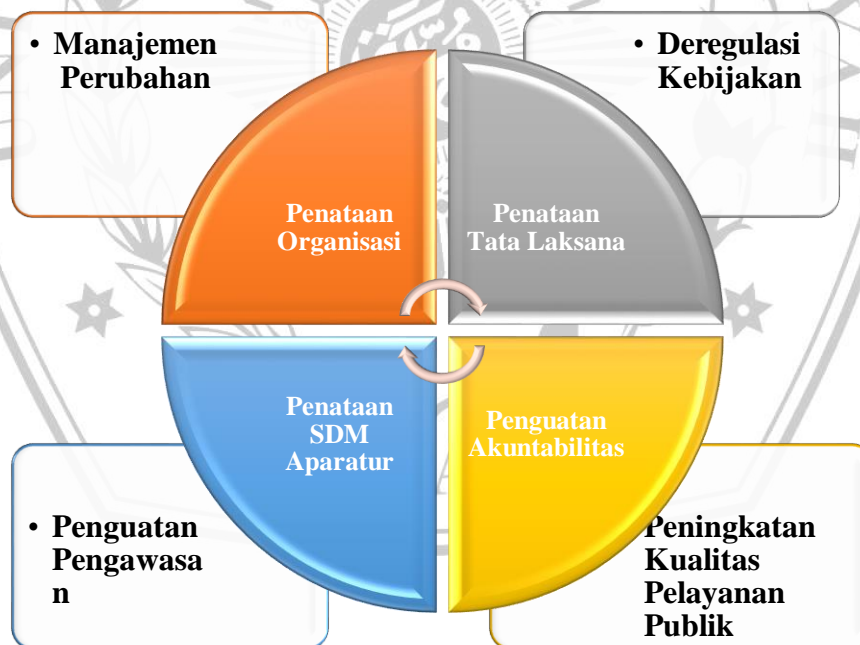 • Manajemen
Perubahan
• Deregulasi
Kebijakan
Penataan
Organisasi
Penataan
Tata Laksana
Penataan
SDM
Aparatur
Penguatan
Akuntabilitas
• Penguatan
Pengawasa
n
Peningkatan
Kualitas
Pelayanan
Publik